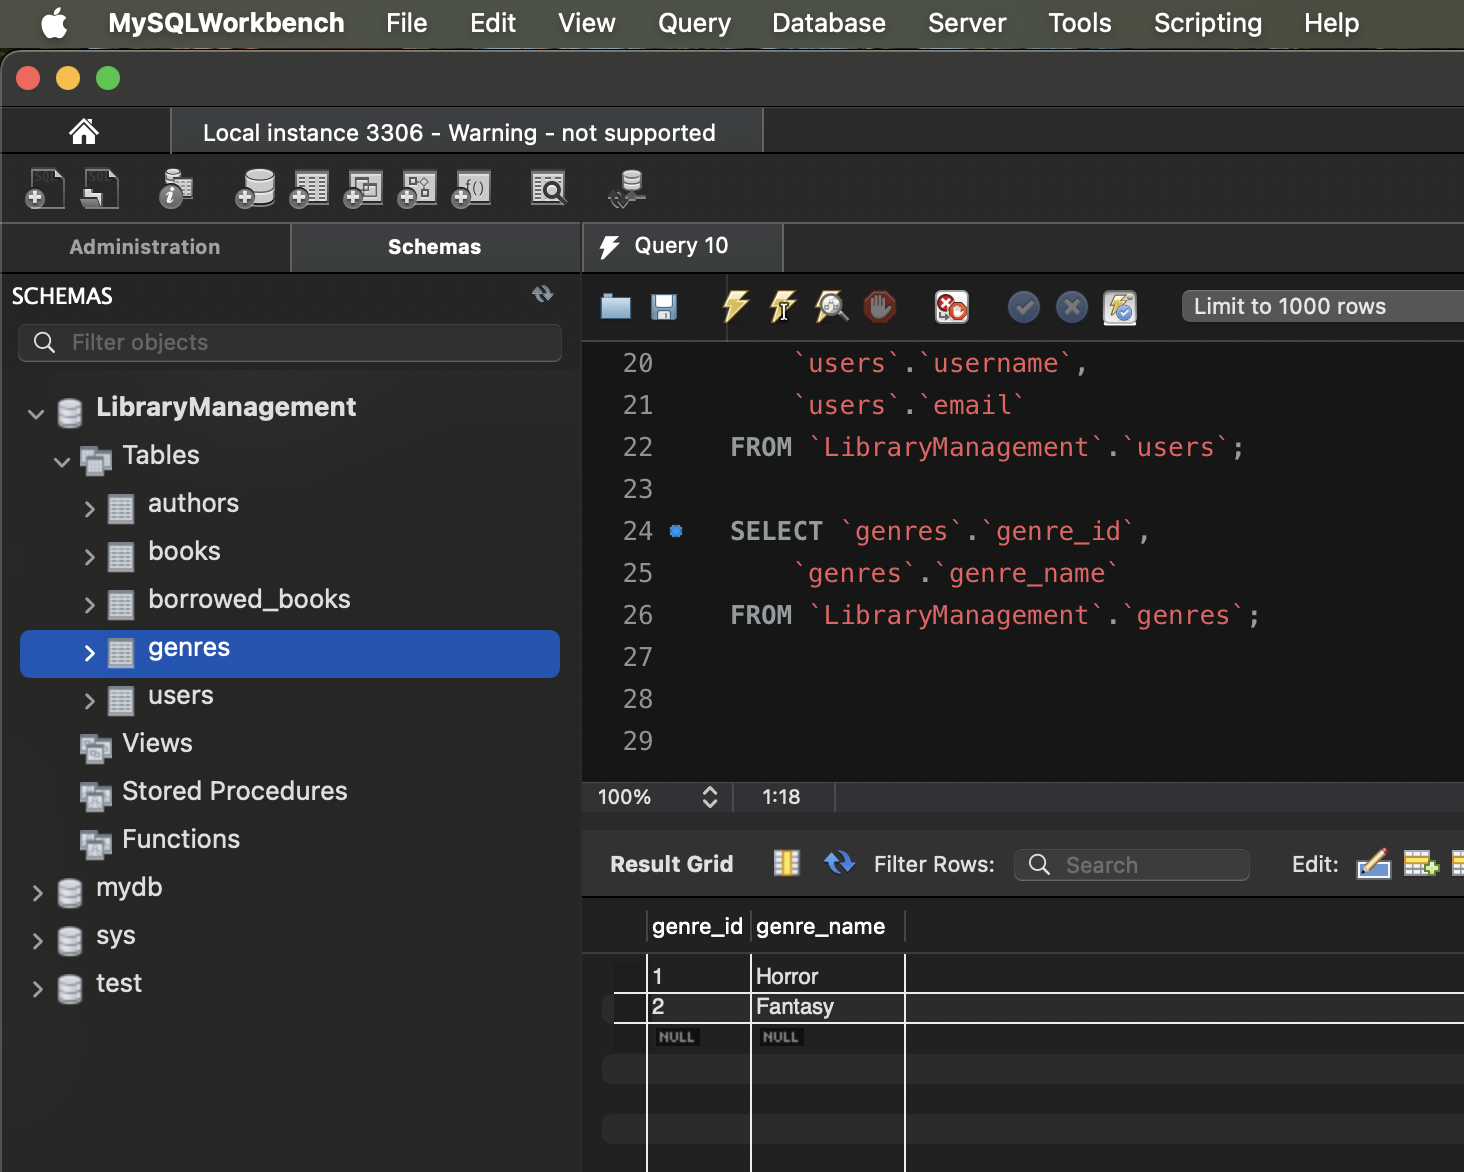 MySQLWorkbench File Edit View Query Database Server Tools Scripting Help
Local instance 3306 - Warning - not supported
SQL SQL
i f()
Administration Schemas
Query 10
SCHEMAS
Filter objects
Limit to 1000 rows
LibraryManagement
Tables
authors
books
borrowed_books
genres
users
Views
Stored Procedures
Functions
mydb
sys
test
20 `users`.`username`,
21 `users`.`email`
22 FROM `LibraryManagement`.`users`;
23
24 SELECT `genres`.`genre_id`,
25 `genres`.`genre_name`
26 FROM `LibraryManagement`.`genres`;
27
28
29
100% 1:18
Result Grid Filter Rows: Search Edit:
genre_id genre_name
1 Horror
2 Fantasy
NULL NULL